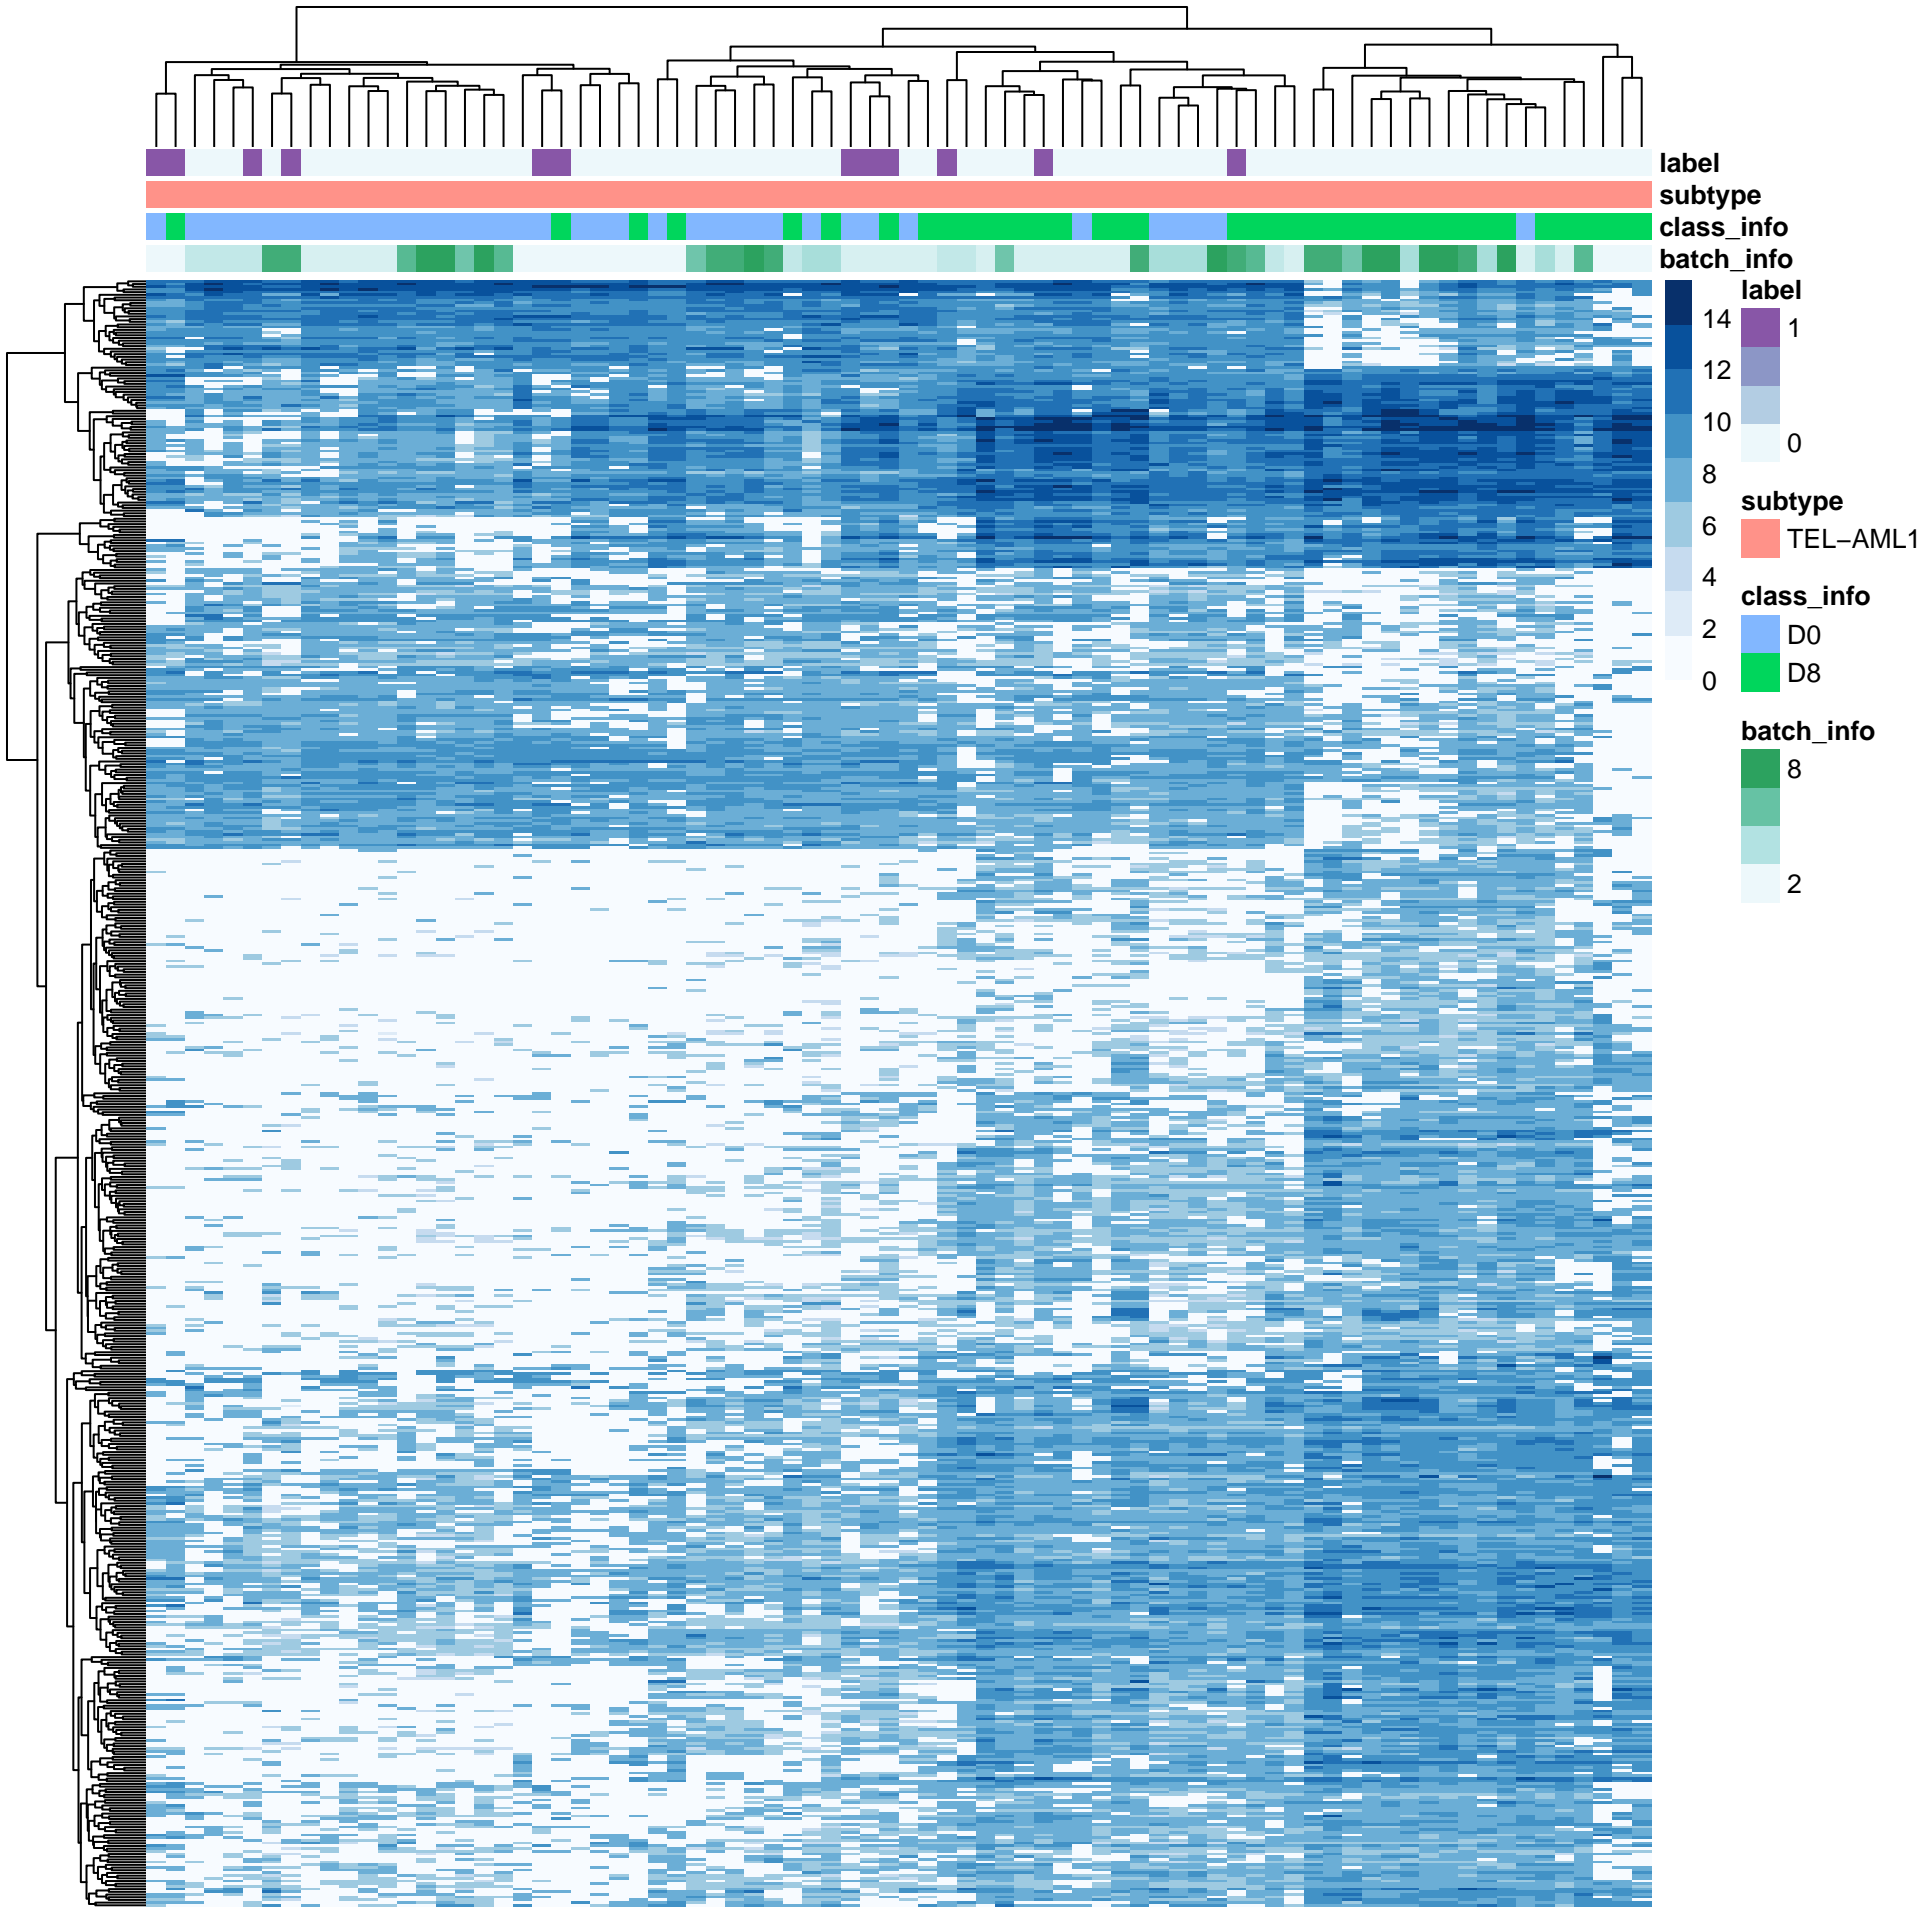 label
subtype
class_info
batch_info
14
12
10
8
6
4
2
0
label
1
0
subtype
TEL−AML1
class_info
D0
D8
batch_info
8
2